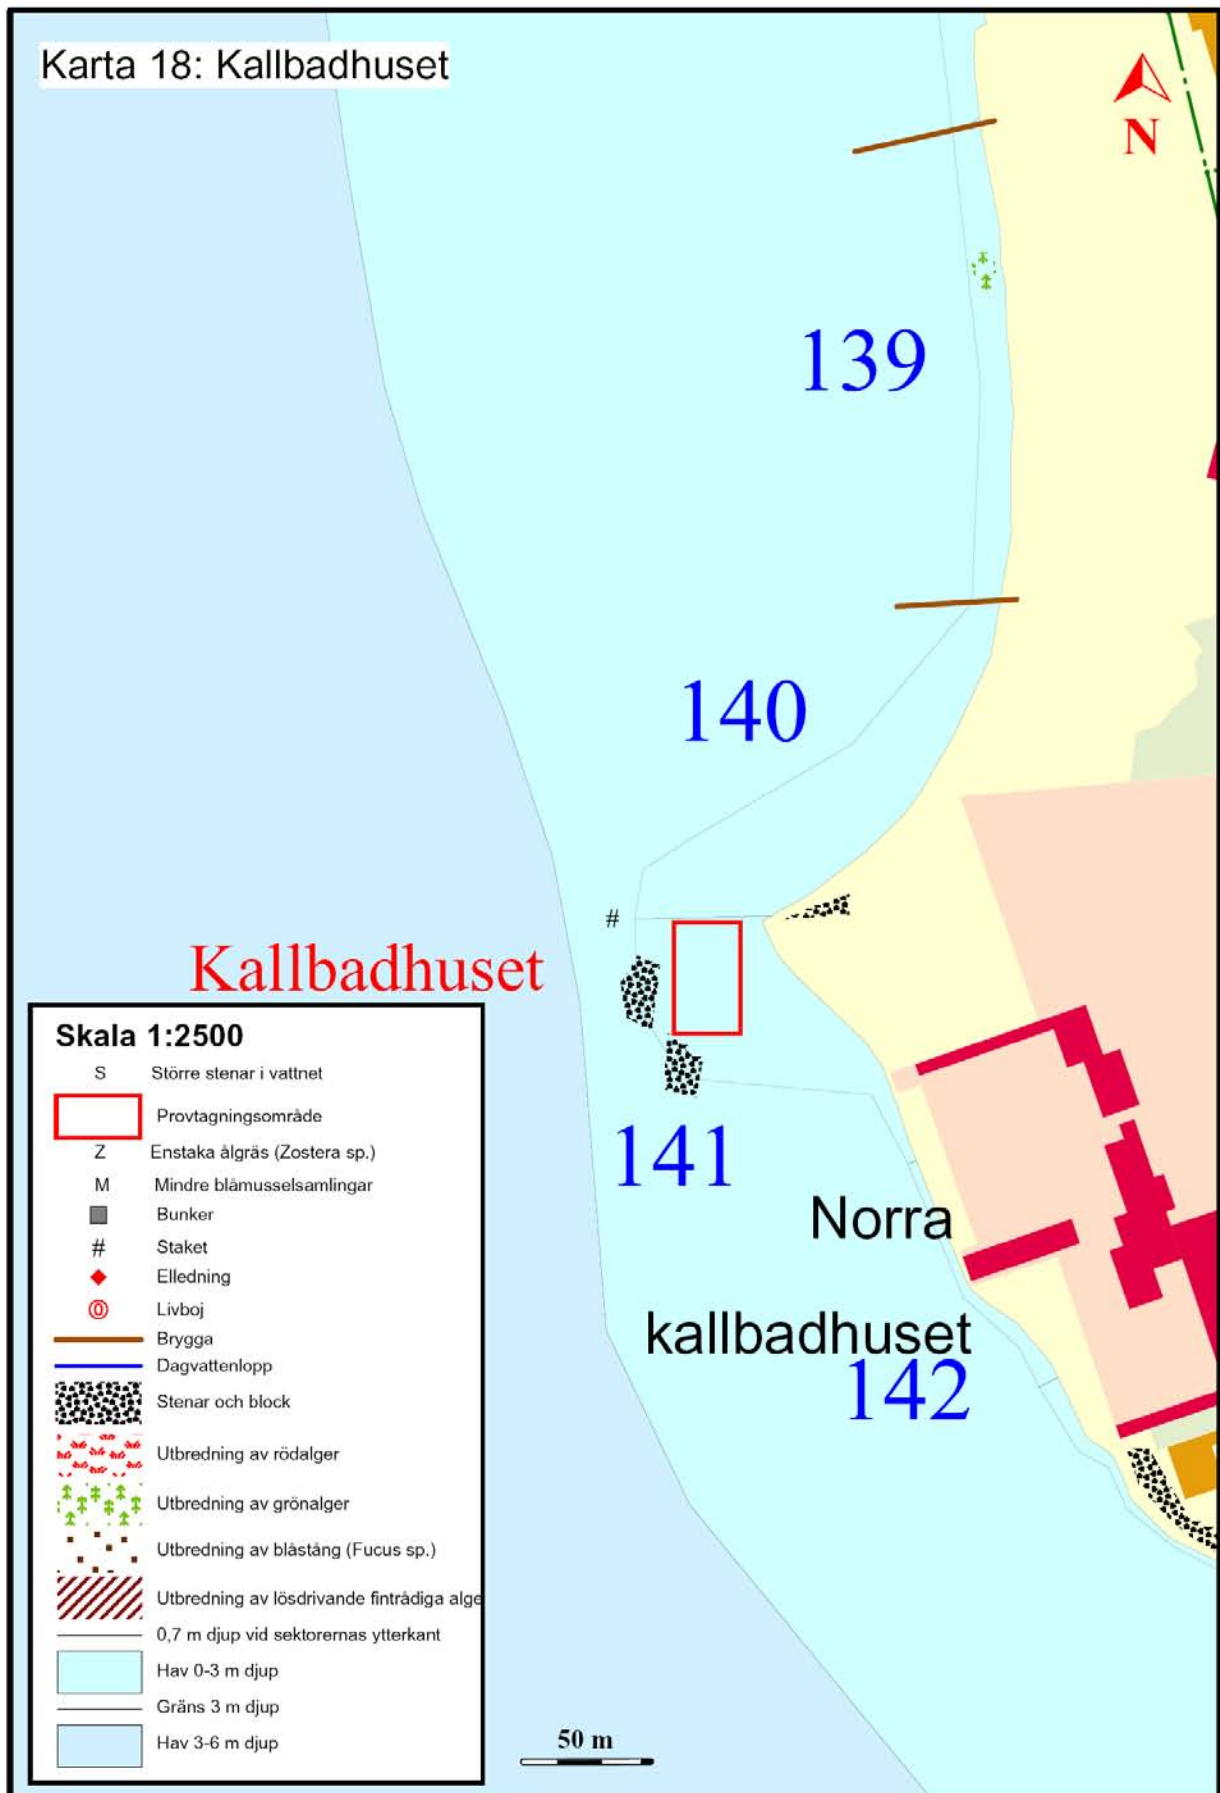 Karta 18: Kallbadhuset
N
139
140
#
Kallbadhuset
141
Norra
kallbadhuset
142
Skala 1:2500
S Större stenar i vattnet
Provtagningsområde
Z Enstaka ålgräs (Zostera sp.)
M Mindre blåmusselsamlingar
Bunker
# Staket
Elledning
Livboj
Brygga
Dagvattenlopp
Stenar och block
Utbredning av rödalger
Utbredning av grönalger
Utbredning av blåstång (Fucus sp.)
Utbredning av lösdrivande fintrådiga alge
0,7 m djup vid sektorernas ytterkant
Hav 0-3 m djup
Gräns 3 m djup
Hav 3-6 m djup
50 m